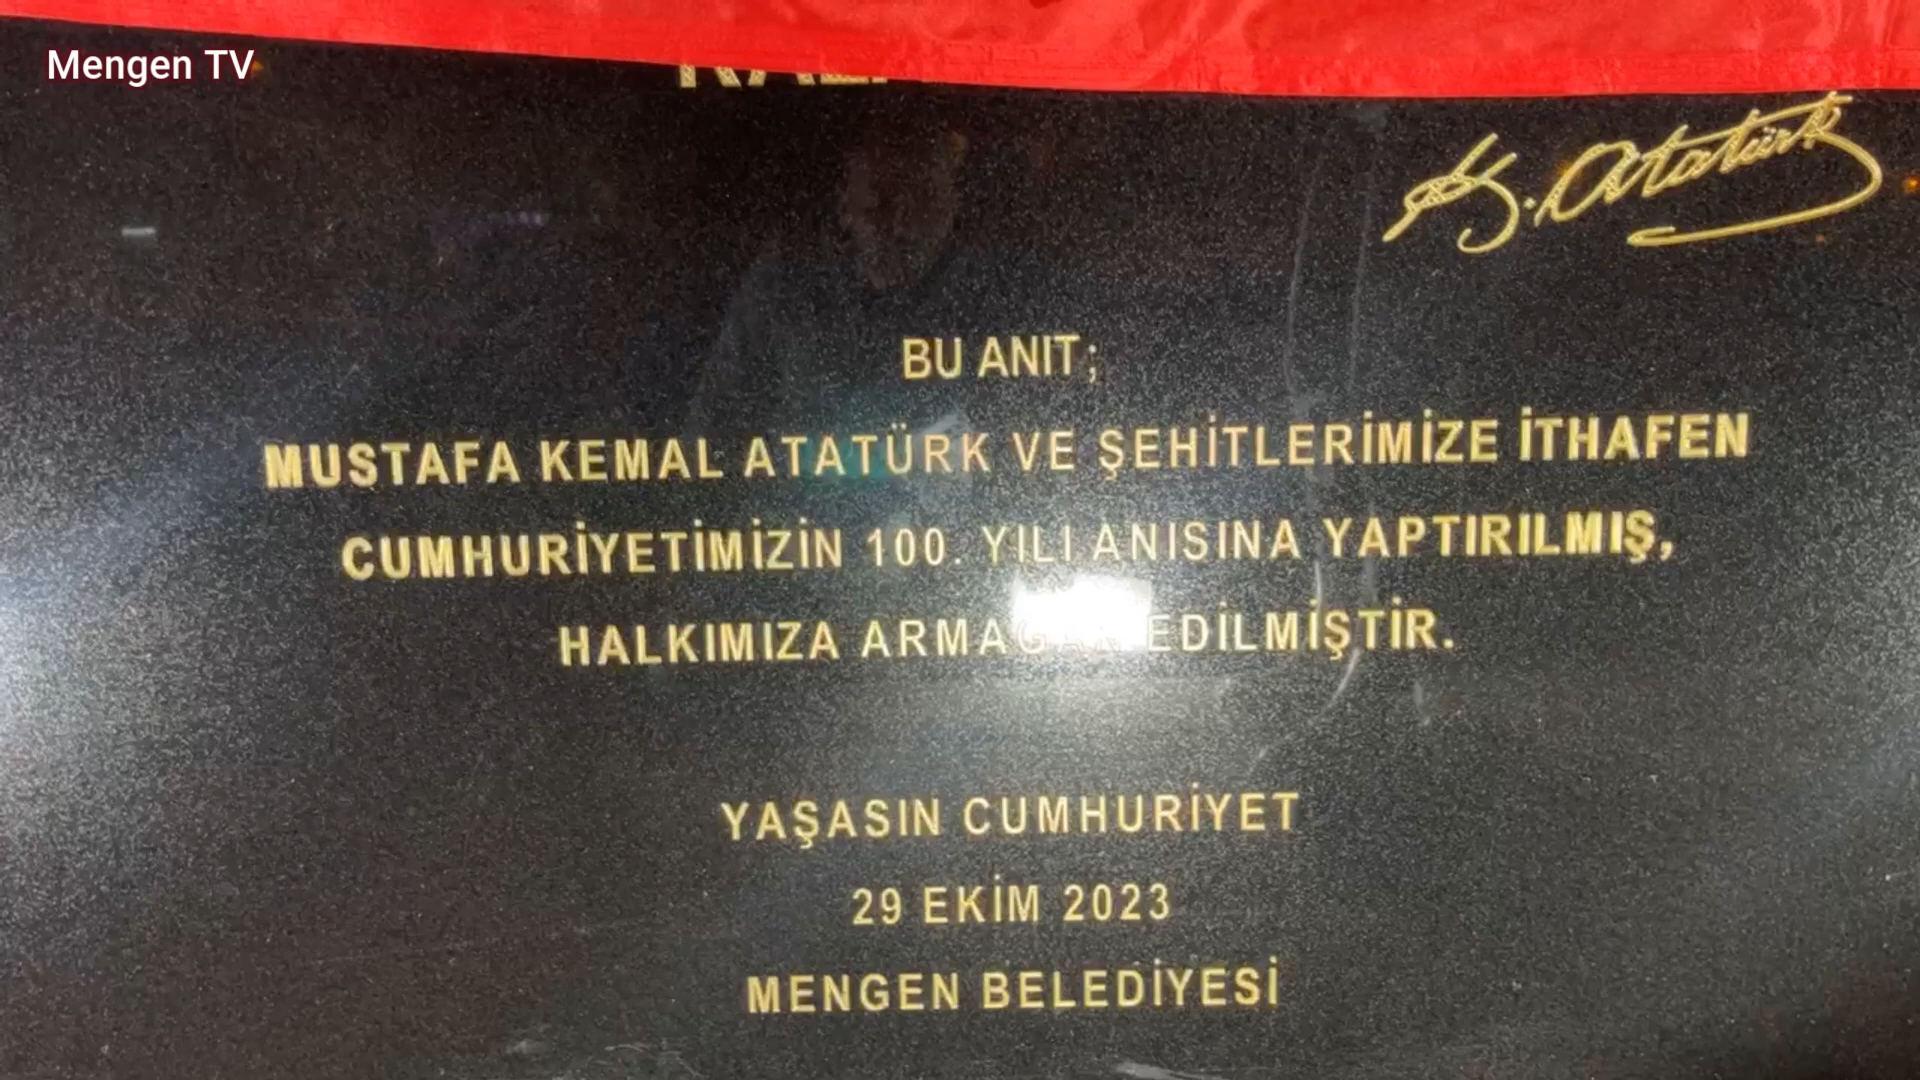 Mengen TV
K. Atatürk
BU ANIT;
MUSTAFA KEMAL ATATÜRK VE ŞEHİTLERİMİZE İTHAFEN
CUMHURİYETİMİZİN 100. YILI ANISINA YAPTIRILMIŞ,
HALKIMIZA ARMAĞAN EDİLMİŞTİR.
YAŞASIN CUMHURİYET
29 EKİM 2023
MENGEN BELEDİYESİ